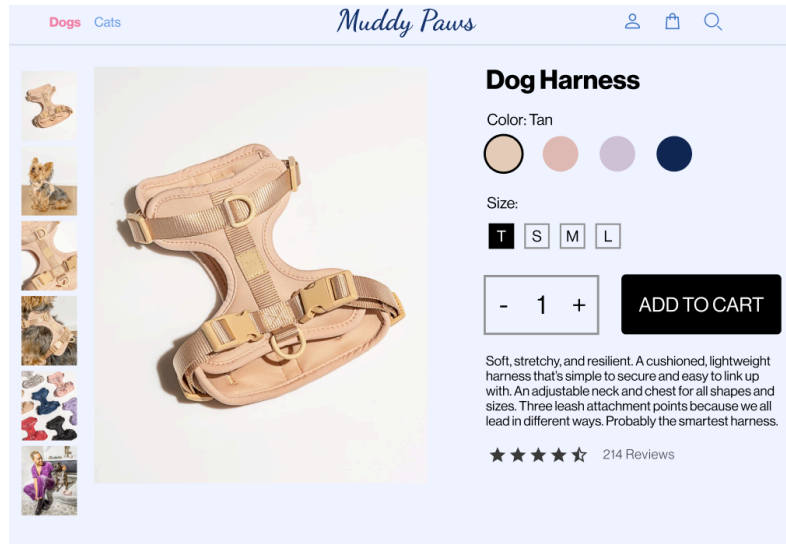 Dogs Cats
Muddy Paws
Dog Harness
Color: Tan
Size:
T S M L
- 1 +
ADD TO CART
Soft, stretchy, and resilient. A cushioned, lightweight
harness that's simple to secure and easy to link up
with. An adjustable neck and chest for all shapes and
sizes. Three leash attachment points because we all
lead in different ways. Probably the smartest harness.
214 Reviews